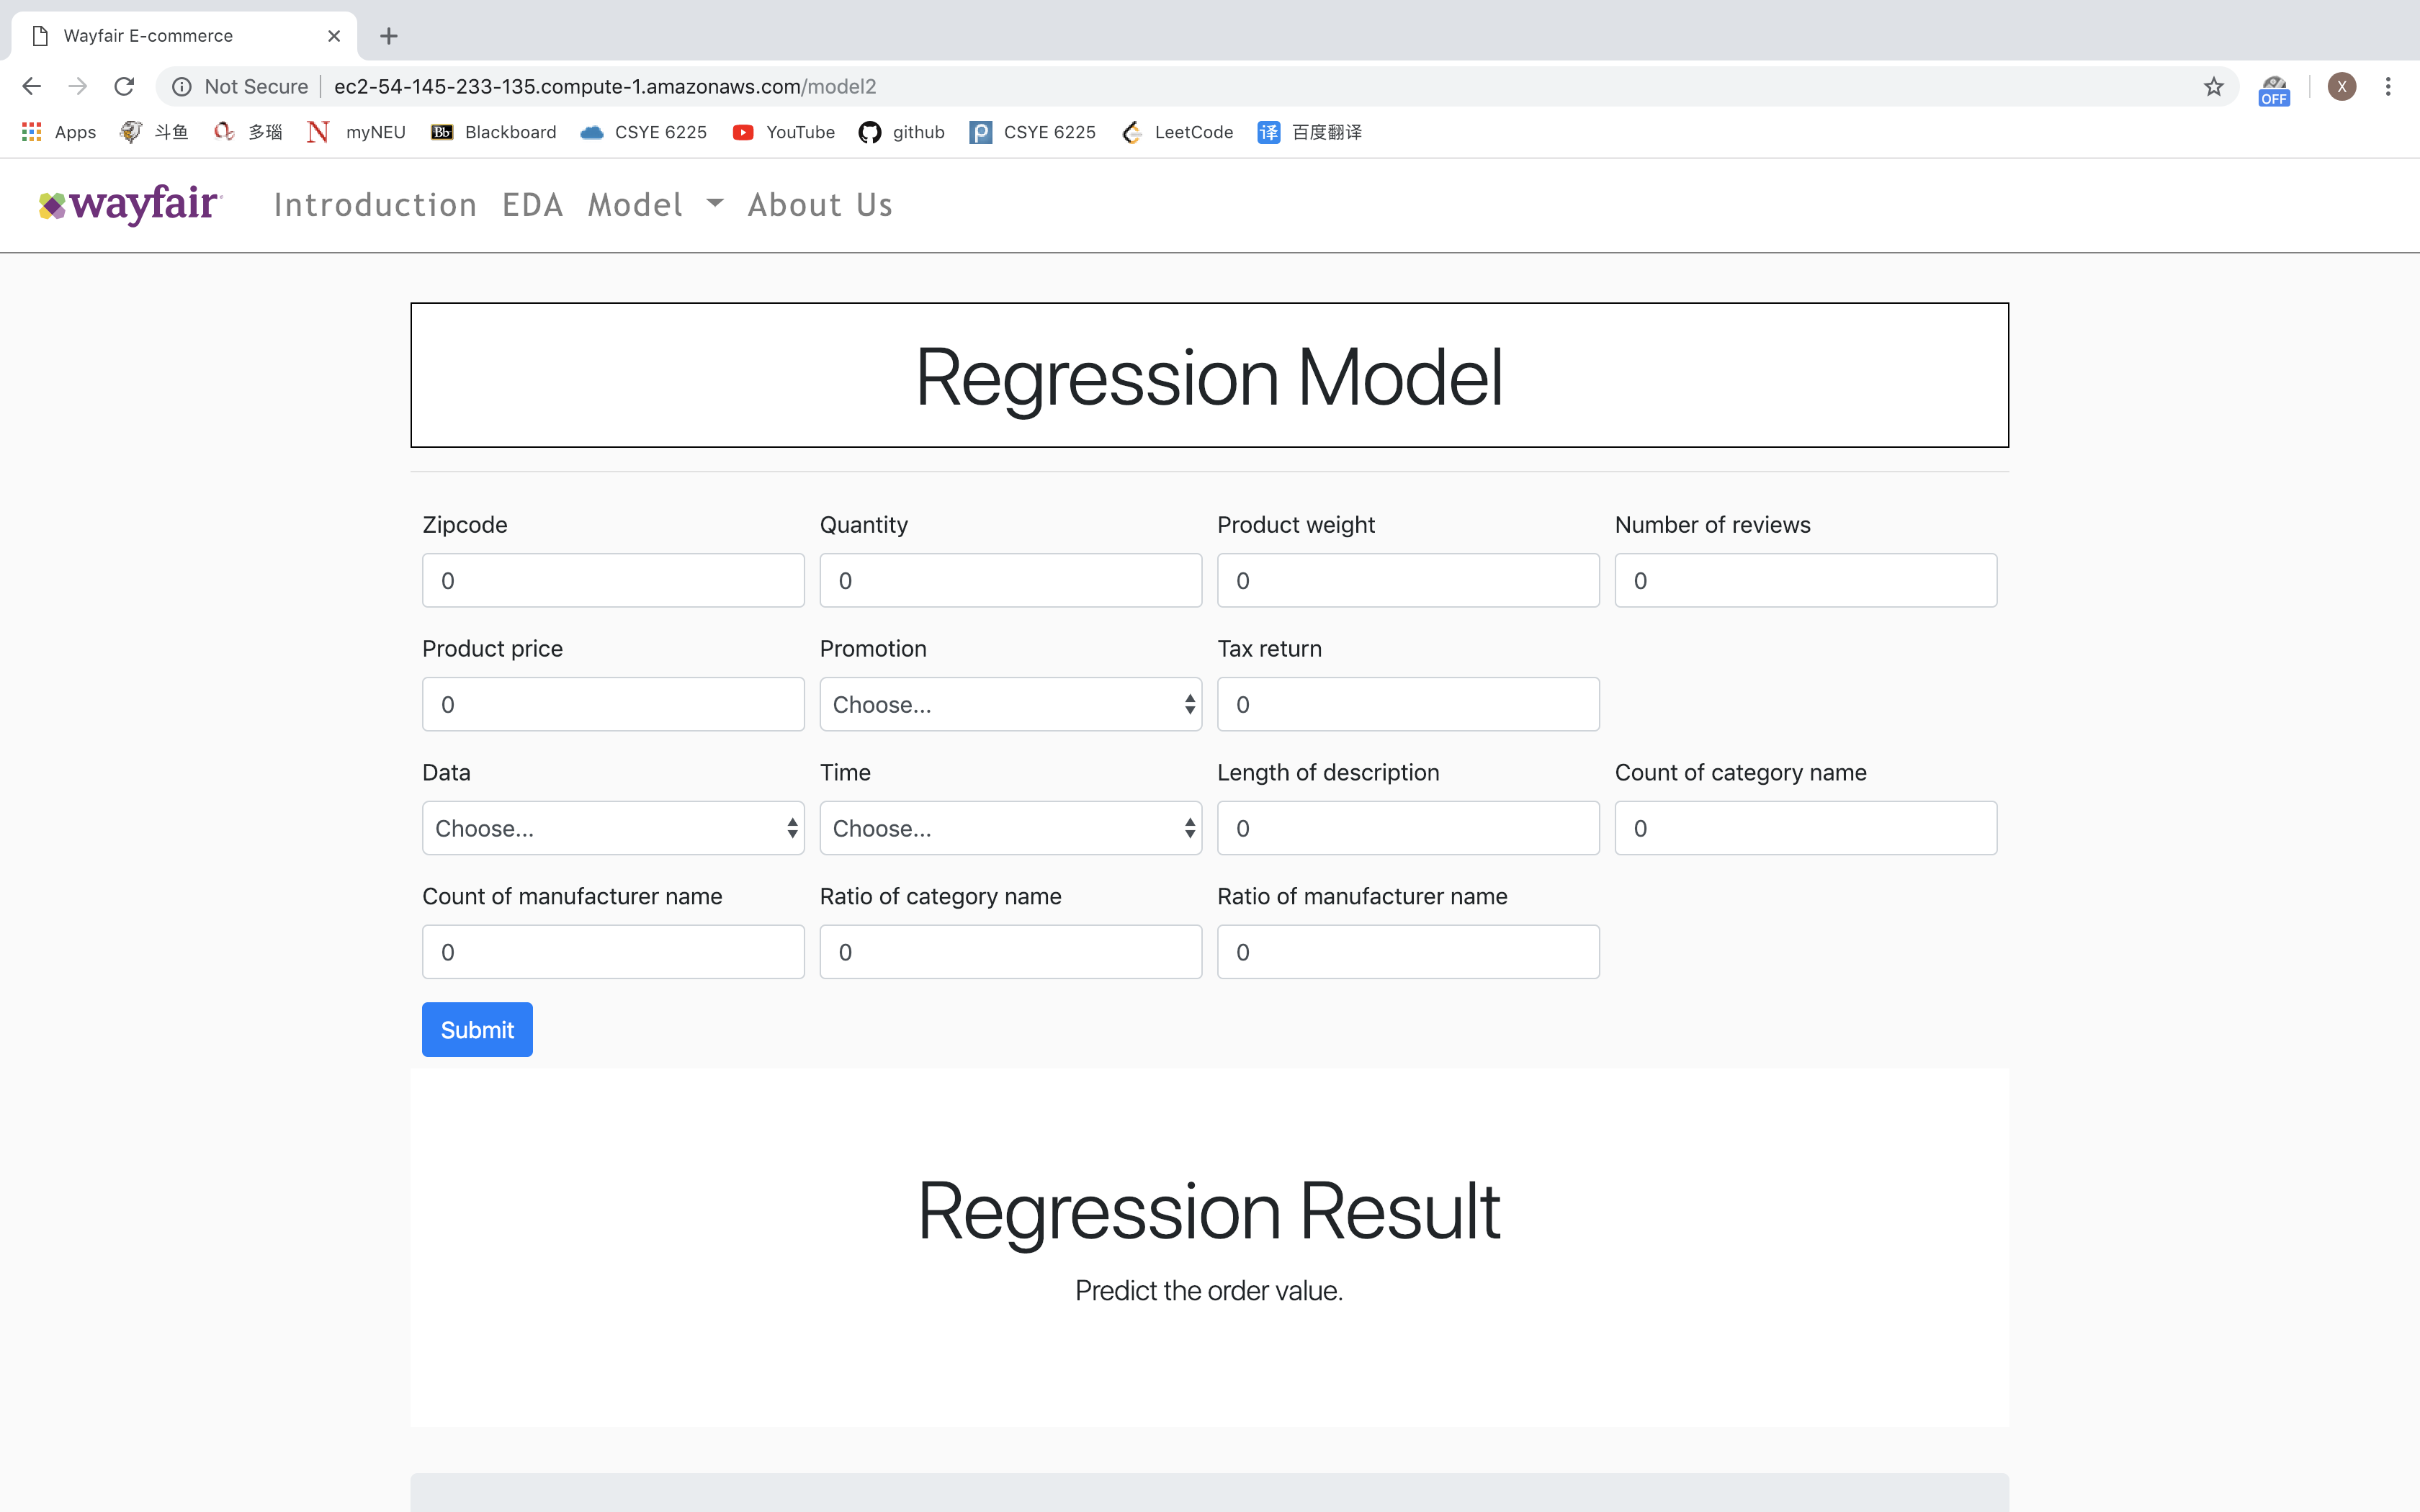 Wayfair E-commerce
Not Secure ec2-54-145-233-135.compute-1.amazonaws.com/model2
OFF X
Apps 斗鱼 多瑙 myNEU Bb Blackboard CSYE 6225 YouTube github CSYE 6225 LeetCode 译 百度翻译
wayfair Introduction EDA Model About Us
Regression Model
Zipcode Quantity Product weight Number of reviews
0 0 0 0
Product price Promotion Tax return
0 Choose... 0
Data Time Length of description Count of category name
Choose... Choose... 0 0
Count of manufacturer name Ratio of category name Ratio of manufacturer name
0 0 0
Submit
Regression Result
Predict the order value.